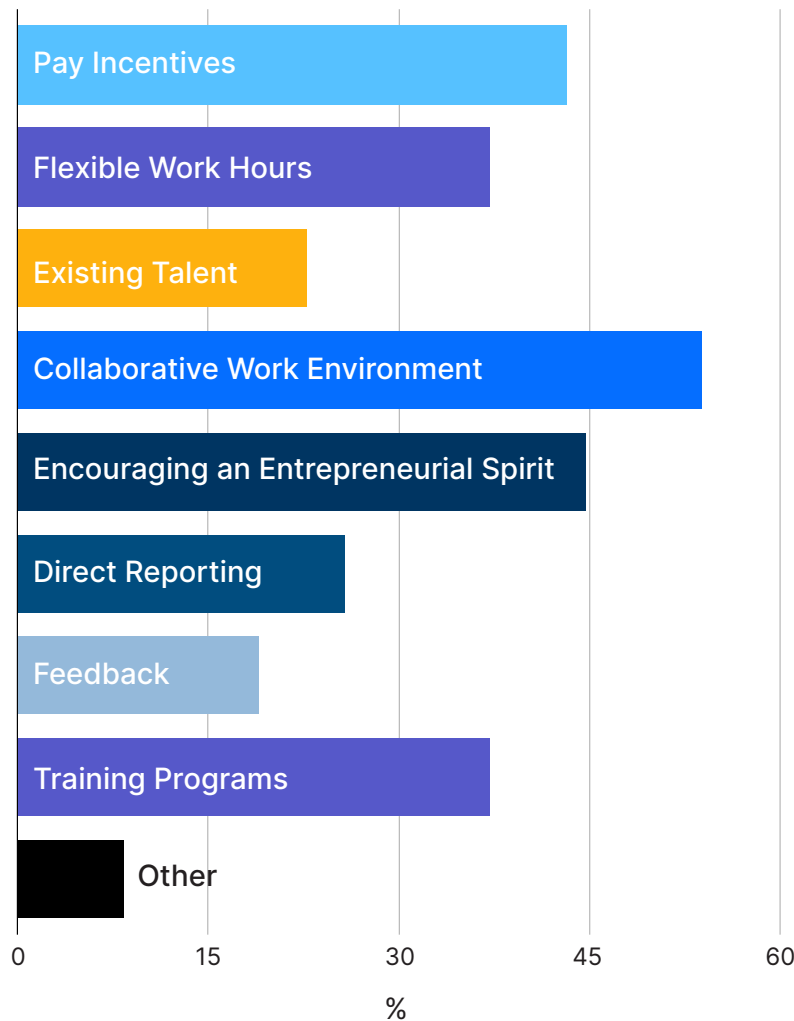 Pay Incentives
Flexible Work Hours
Existing Talent
Collaborative Work Environment
Encouraging an Entrepreneurial Spirit
Direct Reporting
Feedback
Training Programs
Other
0 15 30 45 60
%